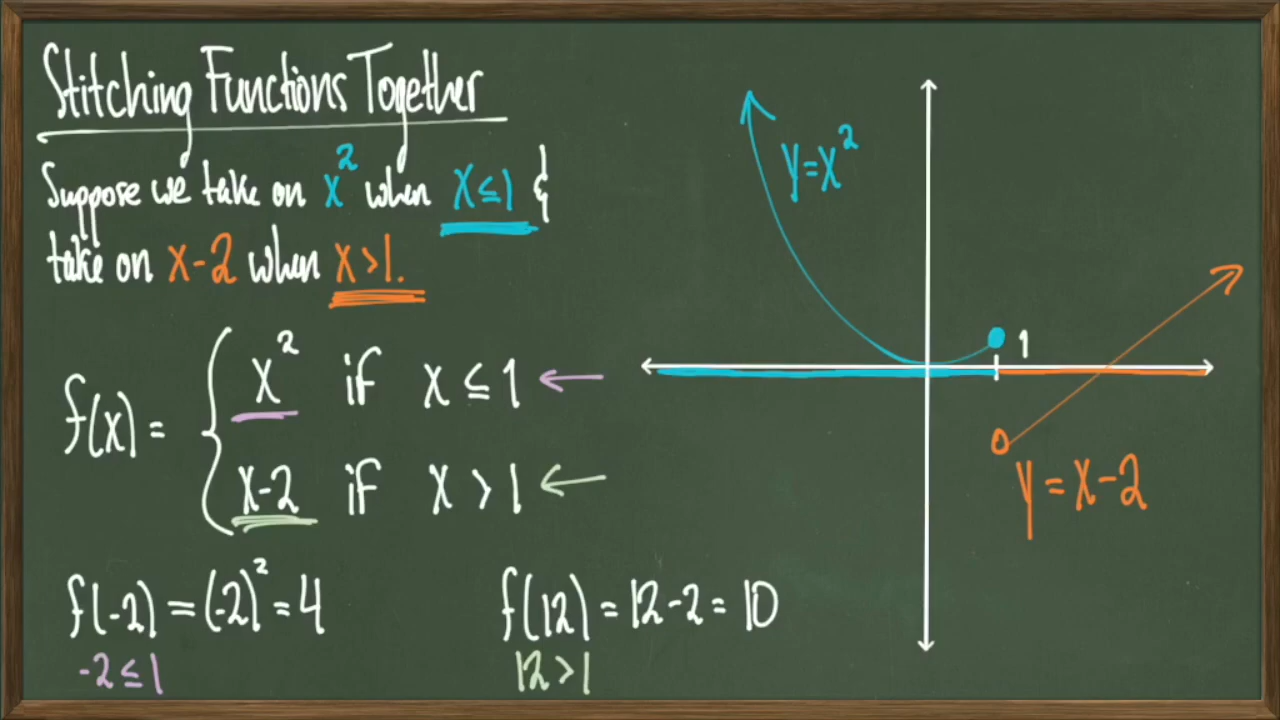 Stitching Functions Together
Suppose we take on x² when x≤1 &
take on x-2 when x>1.
f(x) = { x² if x ≤ 1 ←
x-2 if x > 1 ←
f(-2) = (-2)² = 4
-2 ≤ 1
f(12) = 12-2 = 10
12 > 1
y=x²
1
y=x-2